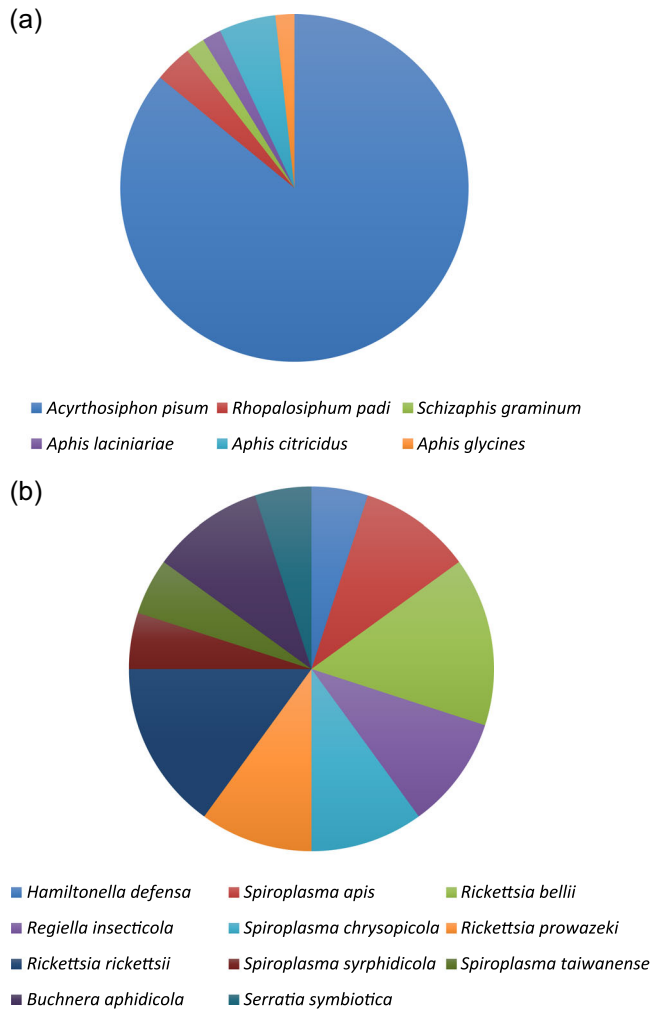 (a)
Acyrthosiphon pisum Rhopalosiphum padi Schizaphis graminum
Aphis laciniariae Aphis citricidus Aphis glycines
(b)
Hamiltonella defensa Spiroplasma apis Rickettsia bellii
Regiella insecticola Spiroplasma chrysopicola Rickettsia prowazeki
Rickettsia rickettsii Spiroplasma syrphidicola Spiroplasma taiwanense
Buchnera aphidicola Serratia symbiotica